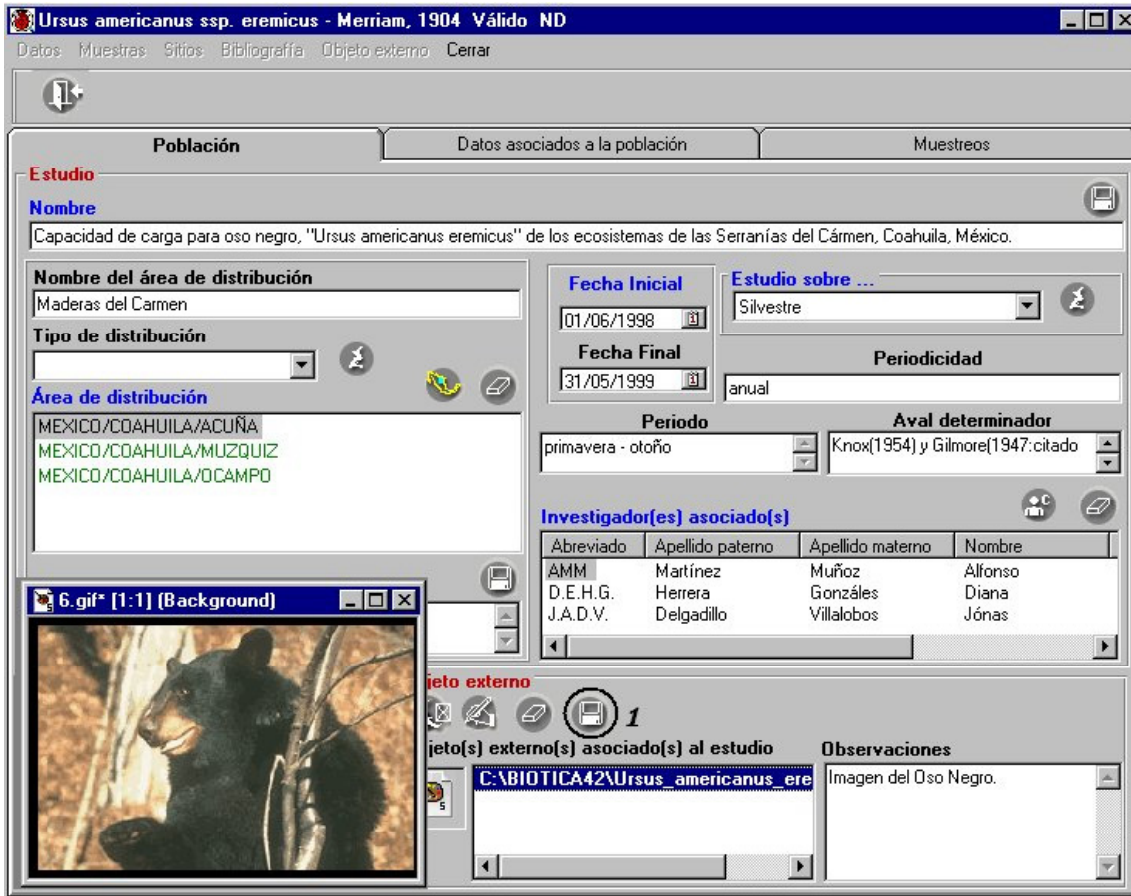 Ursus americanus ssp. eremicus - Merriam, 1904 Válido ND
Datos Muestras Sitios Bibliografía Objeto externo Cerrar
Población Datos asociados a la población Muestreos
Estudio
Nombre
Capacidad de carga para oso negro, "Ursus americanus eremicus" de los ecosistemas de las Serranías del Cármen, Coahuila, México.
Nombre del área de distribución
Maderas del Carmen
Tipo de distribución
Área de distribución
MEXICO/COAHUILA/ACUÑA
MEXICO/COAHUILA/MUZQUIZ
MEXICO/COAHUILA/OCAMPO
Fecha Inicial
01/06/1998
Fecha Final
31/05/1999
Estudio sobre ...
Silvestre
Periodicidad
anual
Periodo
primavera - otoño
Aval determinador
Knox(1954) y Gilmore(1947:citado
Investigador(es) asociado(s)
Abreviado Apellido paterno Apellido materno Nombre
AMM Martínez Muñoz Alfonso
D.E.H.G. Herrera Gonzáles Diana
J.A.D.V. Delgadillo Villalobos Jónas
6.gif* [1:1] (Background)
jeto externo
1
jeto(s) externo(s) asociado(s) al estudio
C:\BIOTICA42\Ursus_americanus_ere
Observaciones
Imagen del Oso Negro.